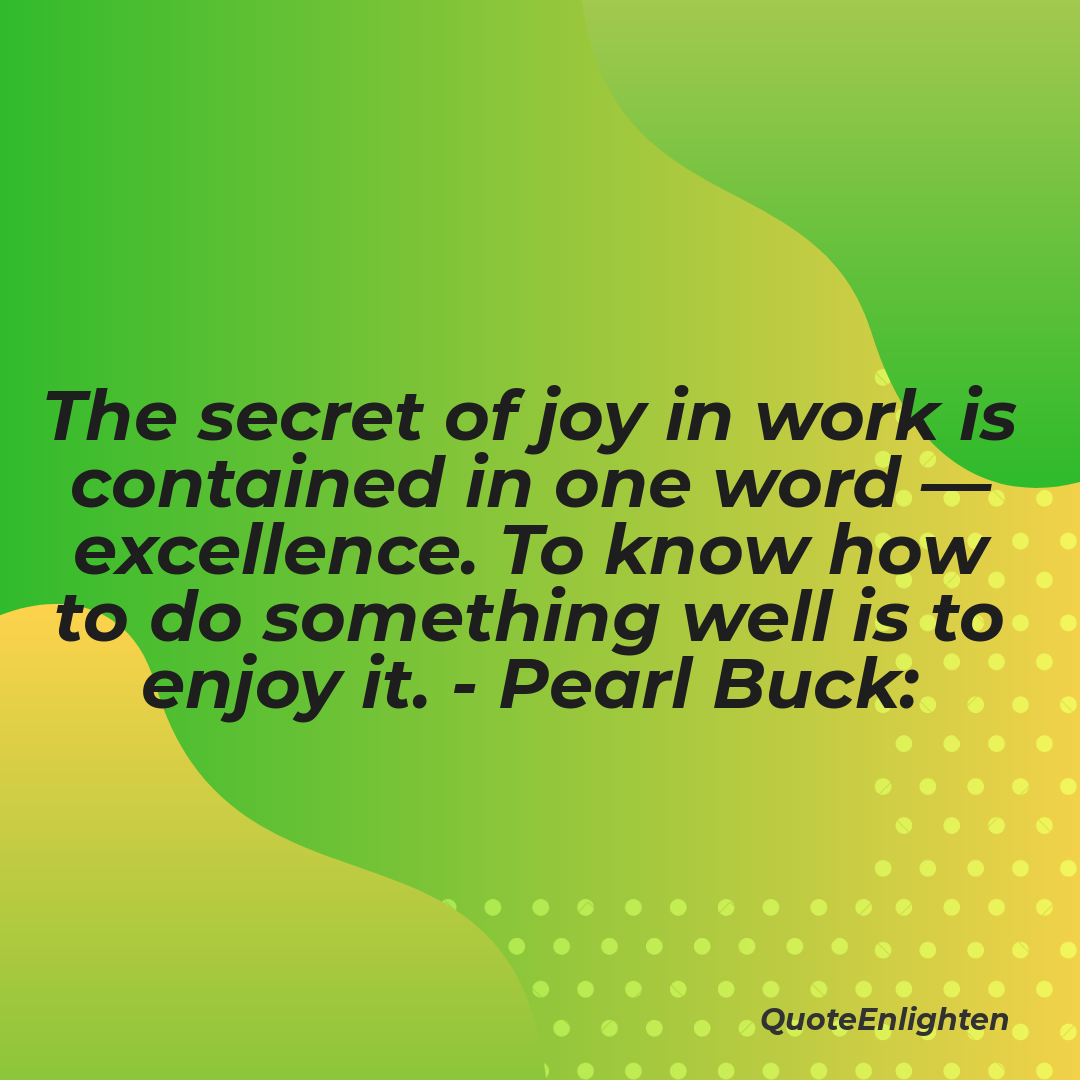 The secret of joy in work is
contained in one word —
excellence. To know how
to do something well is to
enjoy it. - Pearl Buck:
QuoteEnlighten